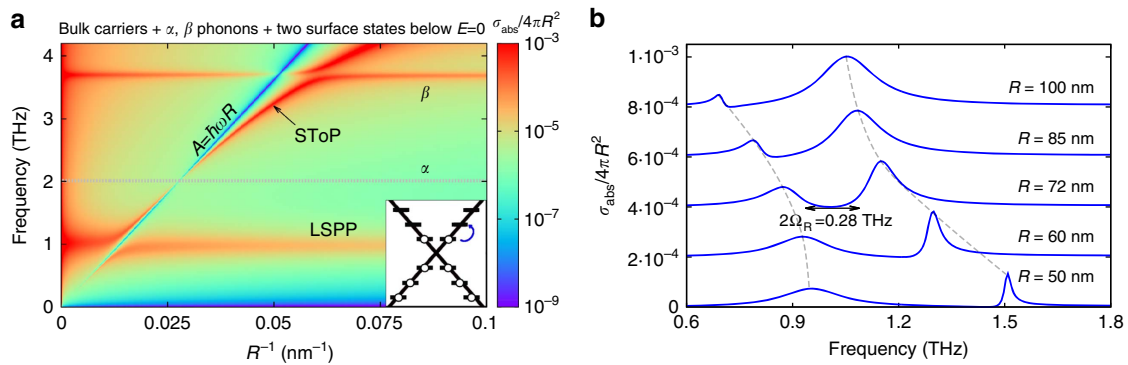 a
Bulk carriers + α, β phonons + two surface states below E=0
σabs/4πR²
Frequency (THz)
4
3
2
1
0
A=ℏωR
SToP
β
α
LSPP
0
0.025
0.05
0.075
0.1
R⁻¹ (nm⁻¹)
10⁻³
10⁻⁵
10⁻⁷
10⁻⁹
b
σabs/4πR²
1·10⁻³
8·10⁻⁴
6·10⁻⁴
4·10⁻⁴
2·10⁻⁴
0
R = 100 nm
R = 85 nm
R = 72 nm
2ΩR=0.28 THz
R = 60 nm
R = 50 nm
0.6
0.9
1.2
1.5
1.8
Frequency (THz)